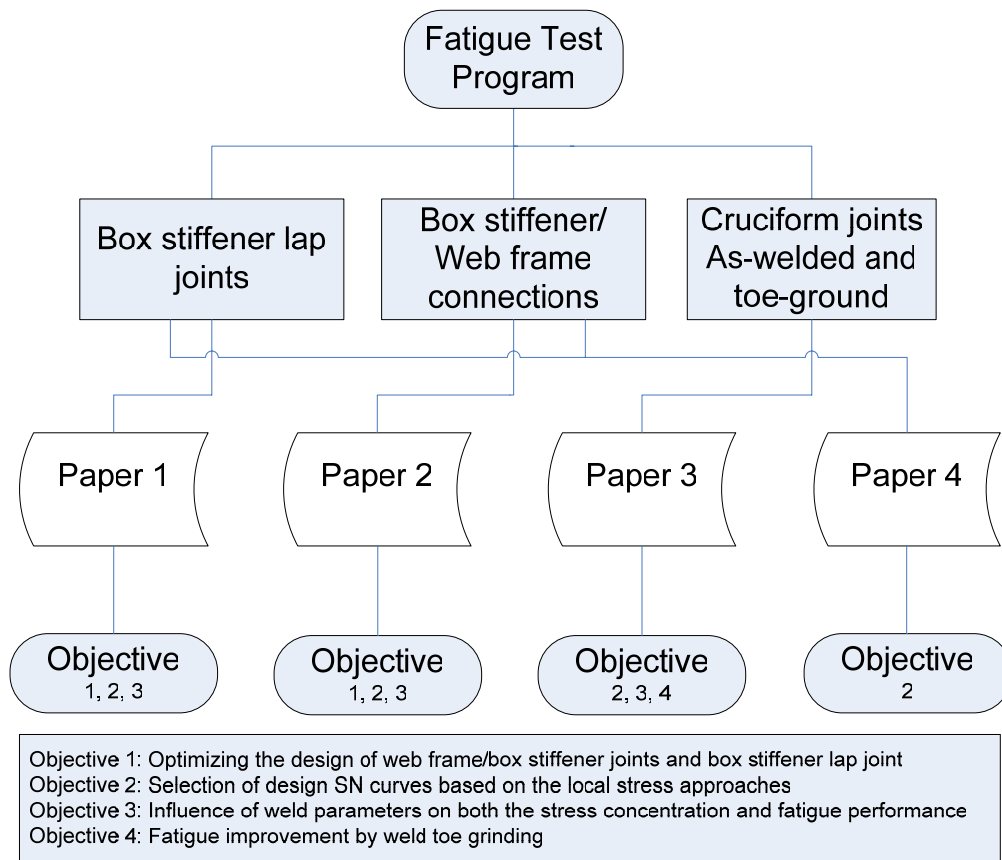 Fatigue Test
Program
Box stiffener lap
joints
Box stiffener/
Web frame
connections
Cruciform joints
As-welded and
toe-ground
Paper 1
Paper 2
Paper 3
Paper 4
Objective
1, 2, 3
Objective
1, 2, 3
Objective
2, 3, 4
Objective
2
Objective 1: Optimizing the design of web frame/box stiffener joints and box stiffener lap joint
Objective 2: Selection of design SN curves based on the local stress approaches
Objective 3: Influence of weld parameters on both the stress concentration and fatigue performance
Objective 4: Fatigue improvement by weld toe grinding